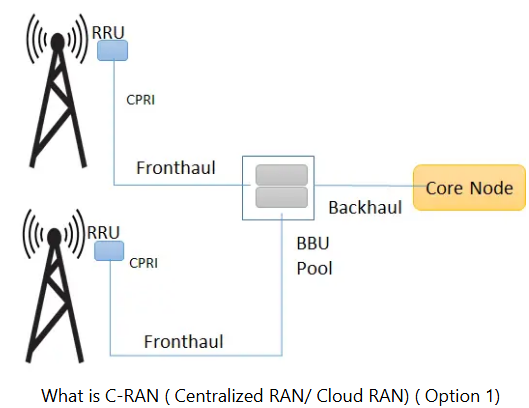 RRU
CPRI
Fronthaul
Core Node
Backhaul
RRU
BBU
Pool
CPRI
Fronthaul
What is C-RAN ( Centralized RAN/ Cloud RAN) ( Option 1)